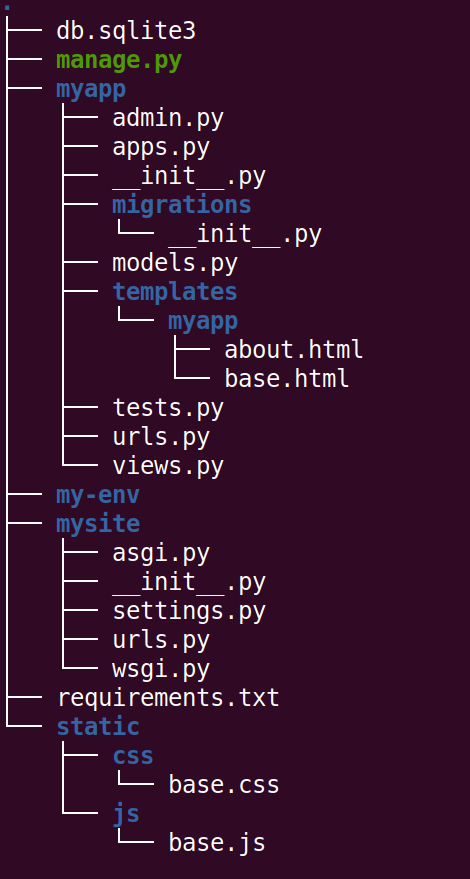 .
├── db.sqlite3
├── manage.py
├── myapp
│   ├── admin.py
│   ├── apps.py
│   ├── __init__.py
│   ├── migrations
│   │   └── __init__.py
│   ├── models.py
│   ├── templates
│   │   └── myapp
│   │       ├── about.html
│   │       └── base.html
│   ├── tests.py
│   ├── urls.py
│   └── views.py
├── my-env
├── mysite
│   ├── asgi.py
│   ├── __init__.py
│   ├── settings.py
│   ├── urls.py
│   └── wsgi.py
├── requirements.txt
└── static
    ├── css
    │   └── base.css
    └── js
        └── base.js